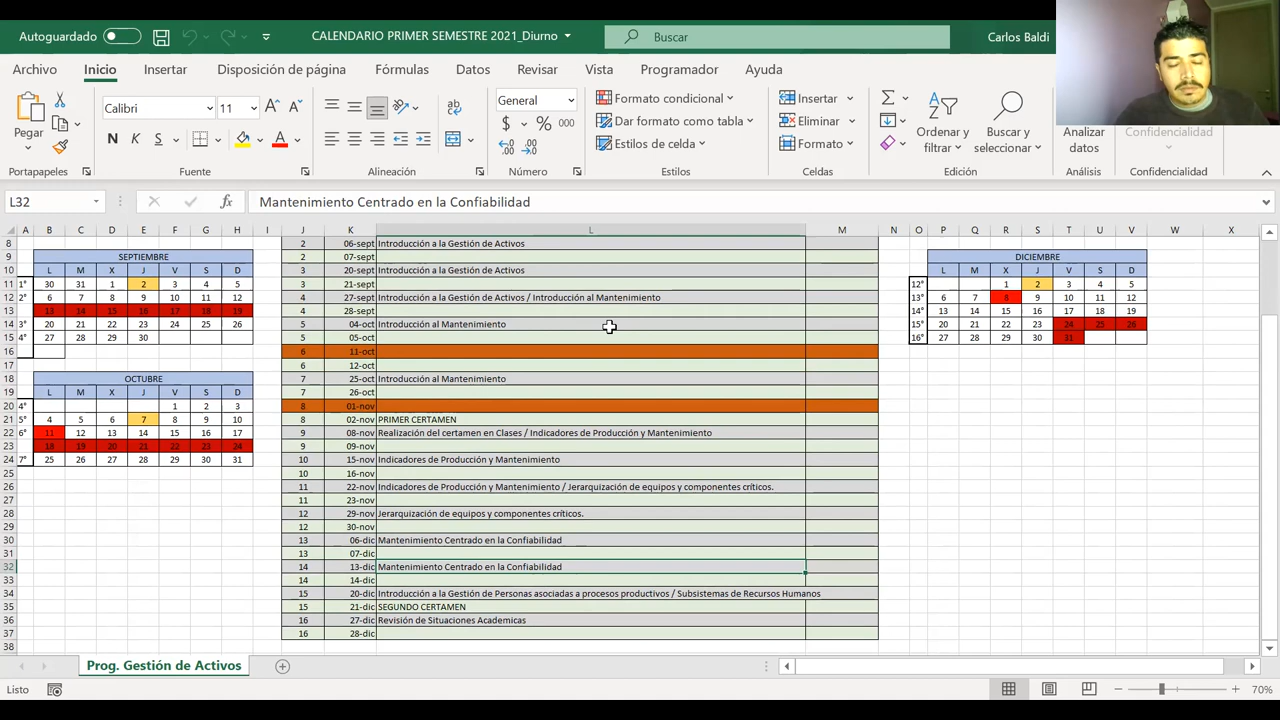 Autoguardado
CALENDARIO PRIMER SEMESTRE 2021_Diurno
Buscar
Carlos Baldi
Archivo Inicio Insertar Disposición de página Fórmulas Datos Revisar Vista Programador Ayuda
Pegar
Calibri 11
General
N K S
$ % 000
Formato condicional
Dar formato como tabla
Estilos de celda
Insertar
Eliminar
Formato
Ordenar y filtrar
Buscar y seleccionar
Analizar datos
Confidencialidad
Portapapeles Fuente Alineación Número Estilos Celdas Edición Análisis Confidencialidad
L32 fx Mantenimiento Centrado en la Confiabilidad
A B C D E F G H I J K L M N O P Q R S T U V W X
8 2 06-sept Introducción a la Gestión de Activos
9 SEPTIEMBRE 2 07-sept DICIEMBRE
10 L M X J V S D 3 20-sept Introducción a la Gestión de Activos L M X J V S D
11 1° 30 31 1 2 3 4 5 3 21-sept 12° 1 2 3 4 5
12 2° 6 7 8 9 10 11 12 4 27-sept Introducción a la Gestión de Activos / Introducción al Mantenimiento 13° 6 7 8 9 10 11 12
13 13 14 15 16 17 18 19 4 28-sept 14° 13 14 15 16 17 18 19
14 3° 20 21 22 23 24 25 26 5 04-oct Introducción al Mantenimiento 15° 20 21 22 23 24 25 26
15 4° 27 28 29 30 5 05-oct 16° 27 28 29 30 31
16 6 11-oct
17 6 12-oct
18 OCTUBRE 7 25-oct Introducción al Mantenimiento
19 L M X J V S D 7 26-oct
20 4° 1 2 3 8 01-nov
21 5° 4 5 6 7 8 9 10 8 02-nov PRIMER CERTAMEN
22 6° 11 12 13 14 15 16 17 9 08-nov Realización del certamen en Clases / Indicadores de Producción y Mantenimiento
23 18 19 20 21 22 23 24 9 09-nov
24 7° 25 26 27 28 29 30 31 10 15-nov Indicadores de Producción y Mantenimiento
25 10 16-nov
26 11 22-nov Indicadores de Producción y Mantenimiento / Jerarquización de equipos y componentes críticos.
27 11 23-nov
28 12 29-nov Jerarquización de equipos y componentes críticos.
29 12 30-nov
30 13 06-dic Mantenimiento Centrado en la Confiabilidad
31 13 07-dic
32 14 13-dic Mantenimiento Centrado en la Confiabilidad
33 14 14-dic
34 15 20-dic Introducción a la Gestión de Personas asociadas a procesos productivos / Subsistemas de Recursos Humanos
35 15 21-dic SEGUNDO CERTAMEN
36 16 27-dic Revisión de Situaciones Academicas
37 16 28-dic
38
Prog. Gestión de Activos
Listo
70%